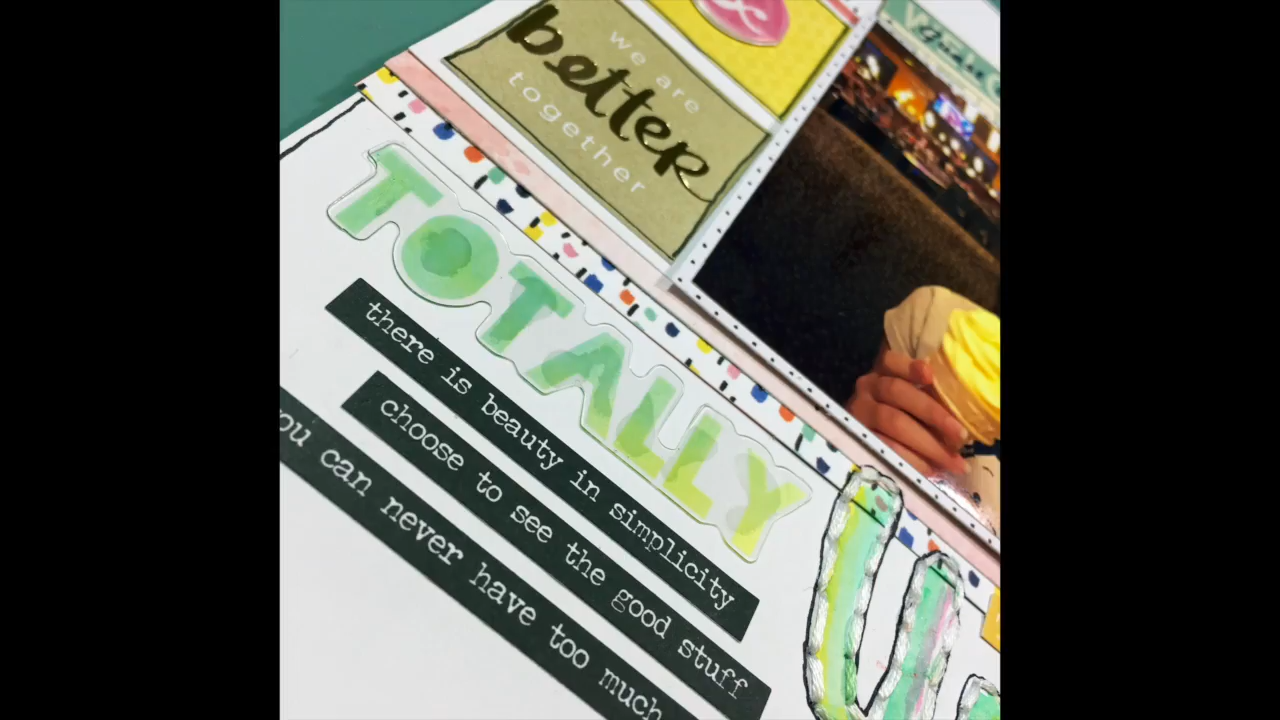 we are
better
together
TOTALLY
there is beauty in simplicity
choose to see the good stuff
you can never have too much